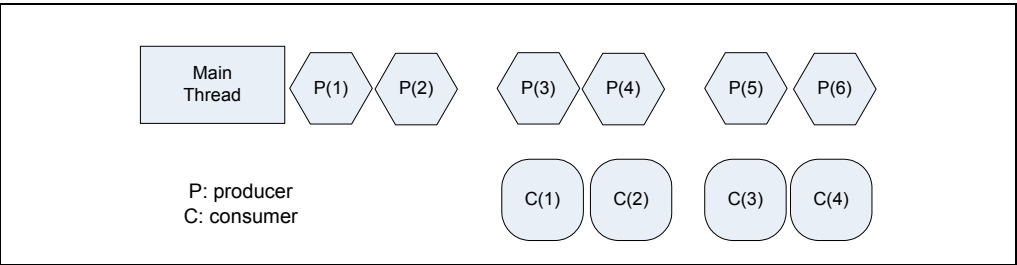 Main
Thread
P(1)
P(2)
P(3)
P(4)
P(5)
P(6)
P: producer
C: consumer
C(1)
C(2)
C(3)
C(4)